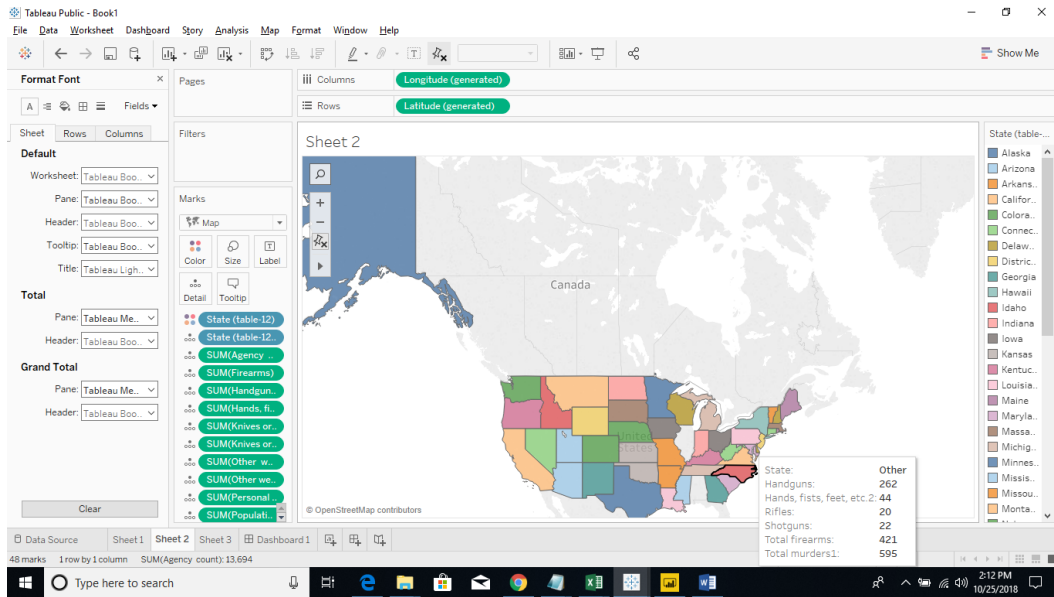 Tableau Public - Book1
File Data Worksheet Dashboard Story Analysis Map Format Window Help
Show Me
Format Font
Fields
Sheet Rows Columns
Default
Worksheet: Tableau Boo..
Pane: Tableau Boo..
Header: Tableau Boo..
Tooltip: Tableau Boo..
Title: Tableau Ligh..
Total
Pane: Tableau Me..
Header: Tableau Boo..
Grand Total
Pane: Tableau Me..
Header: Tableau Boo..
Clear
Pages
Filters
Marks
Map
Color Size Label
Detail Tooltip
State (table-12)
State (table-12..
SUM(Agency ..
SUM(Firearms)
SUM(Handgun..
SUM(Hands, fi..
SUM(Knives or..
SUM(Knives or..
SUM(Other w..
SUM(Other we..
SUM(Personal ..
SUM(Populati..
Columns Longitude (generated)
Rows Latitude (generated)
Sheet 2
Canada
United
States
© OpenStreetMap contributors
State: Other
Handguns: 262
Hands, fists, feet, etc.2: 44
Rifles: 20
Shotguns: 22
Total firearms: 421
Total murders1: 595
State (table-...
Alaska
Arizona
Arkans..
Califor..
Colora..
Connec..
Delaw..
Distric..
Georgia
Hawaii
Idaho
Indiana
Iowa
Kansas
Kentuc..
Louisia..
Maine
Maryla..
Massa..
Michig..
Minnes..
Missis..
Missou..
Monta..
Data Source Sheet 1 Sheet 2 Sheet 3 Dashboard 1
48 marks 1 row by 1 column SUM(Agency count): 13,694
Type here to search
2:12 PM
10/25/2018